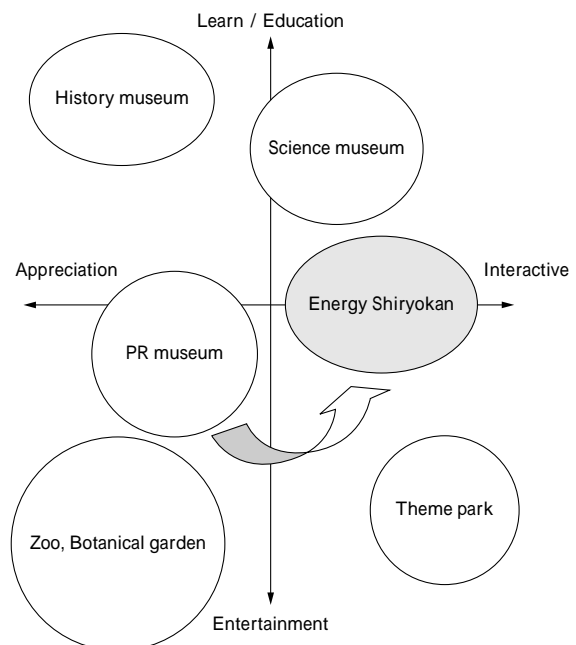 Learn / Education
History museum
Science museum
Appreciation
Interactive
Energy Shiryokan
PR museum
Theme park
Zoo, Botanical garden
Entertainment